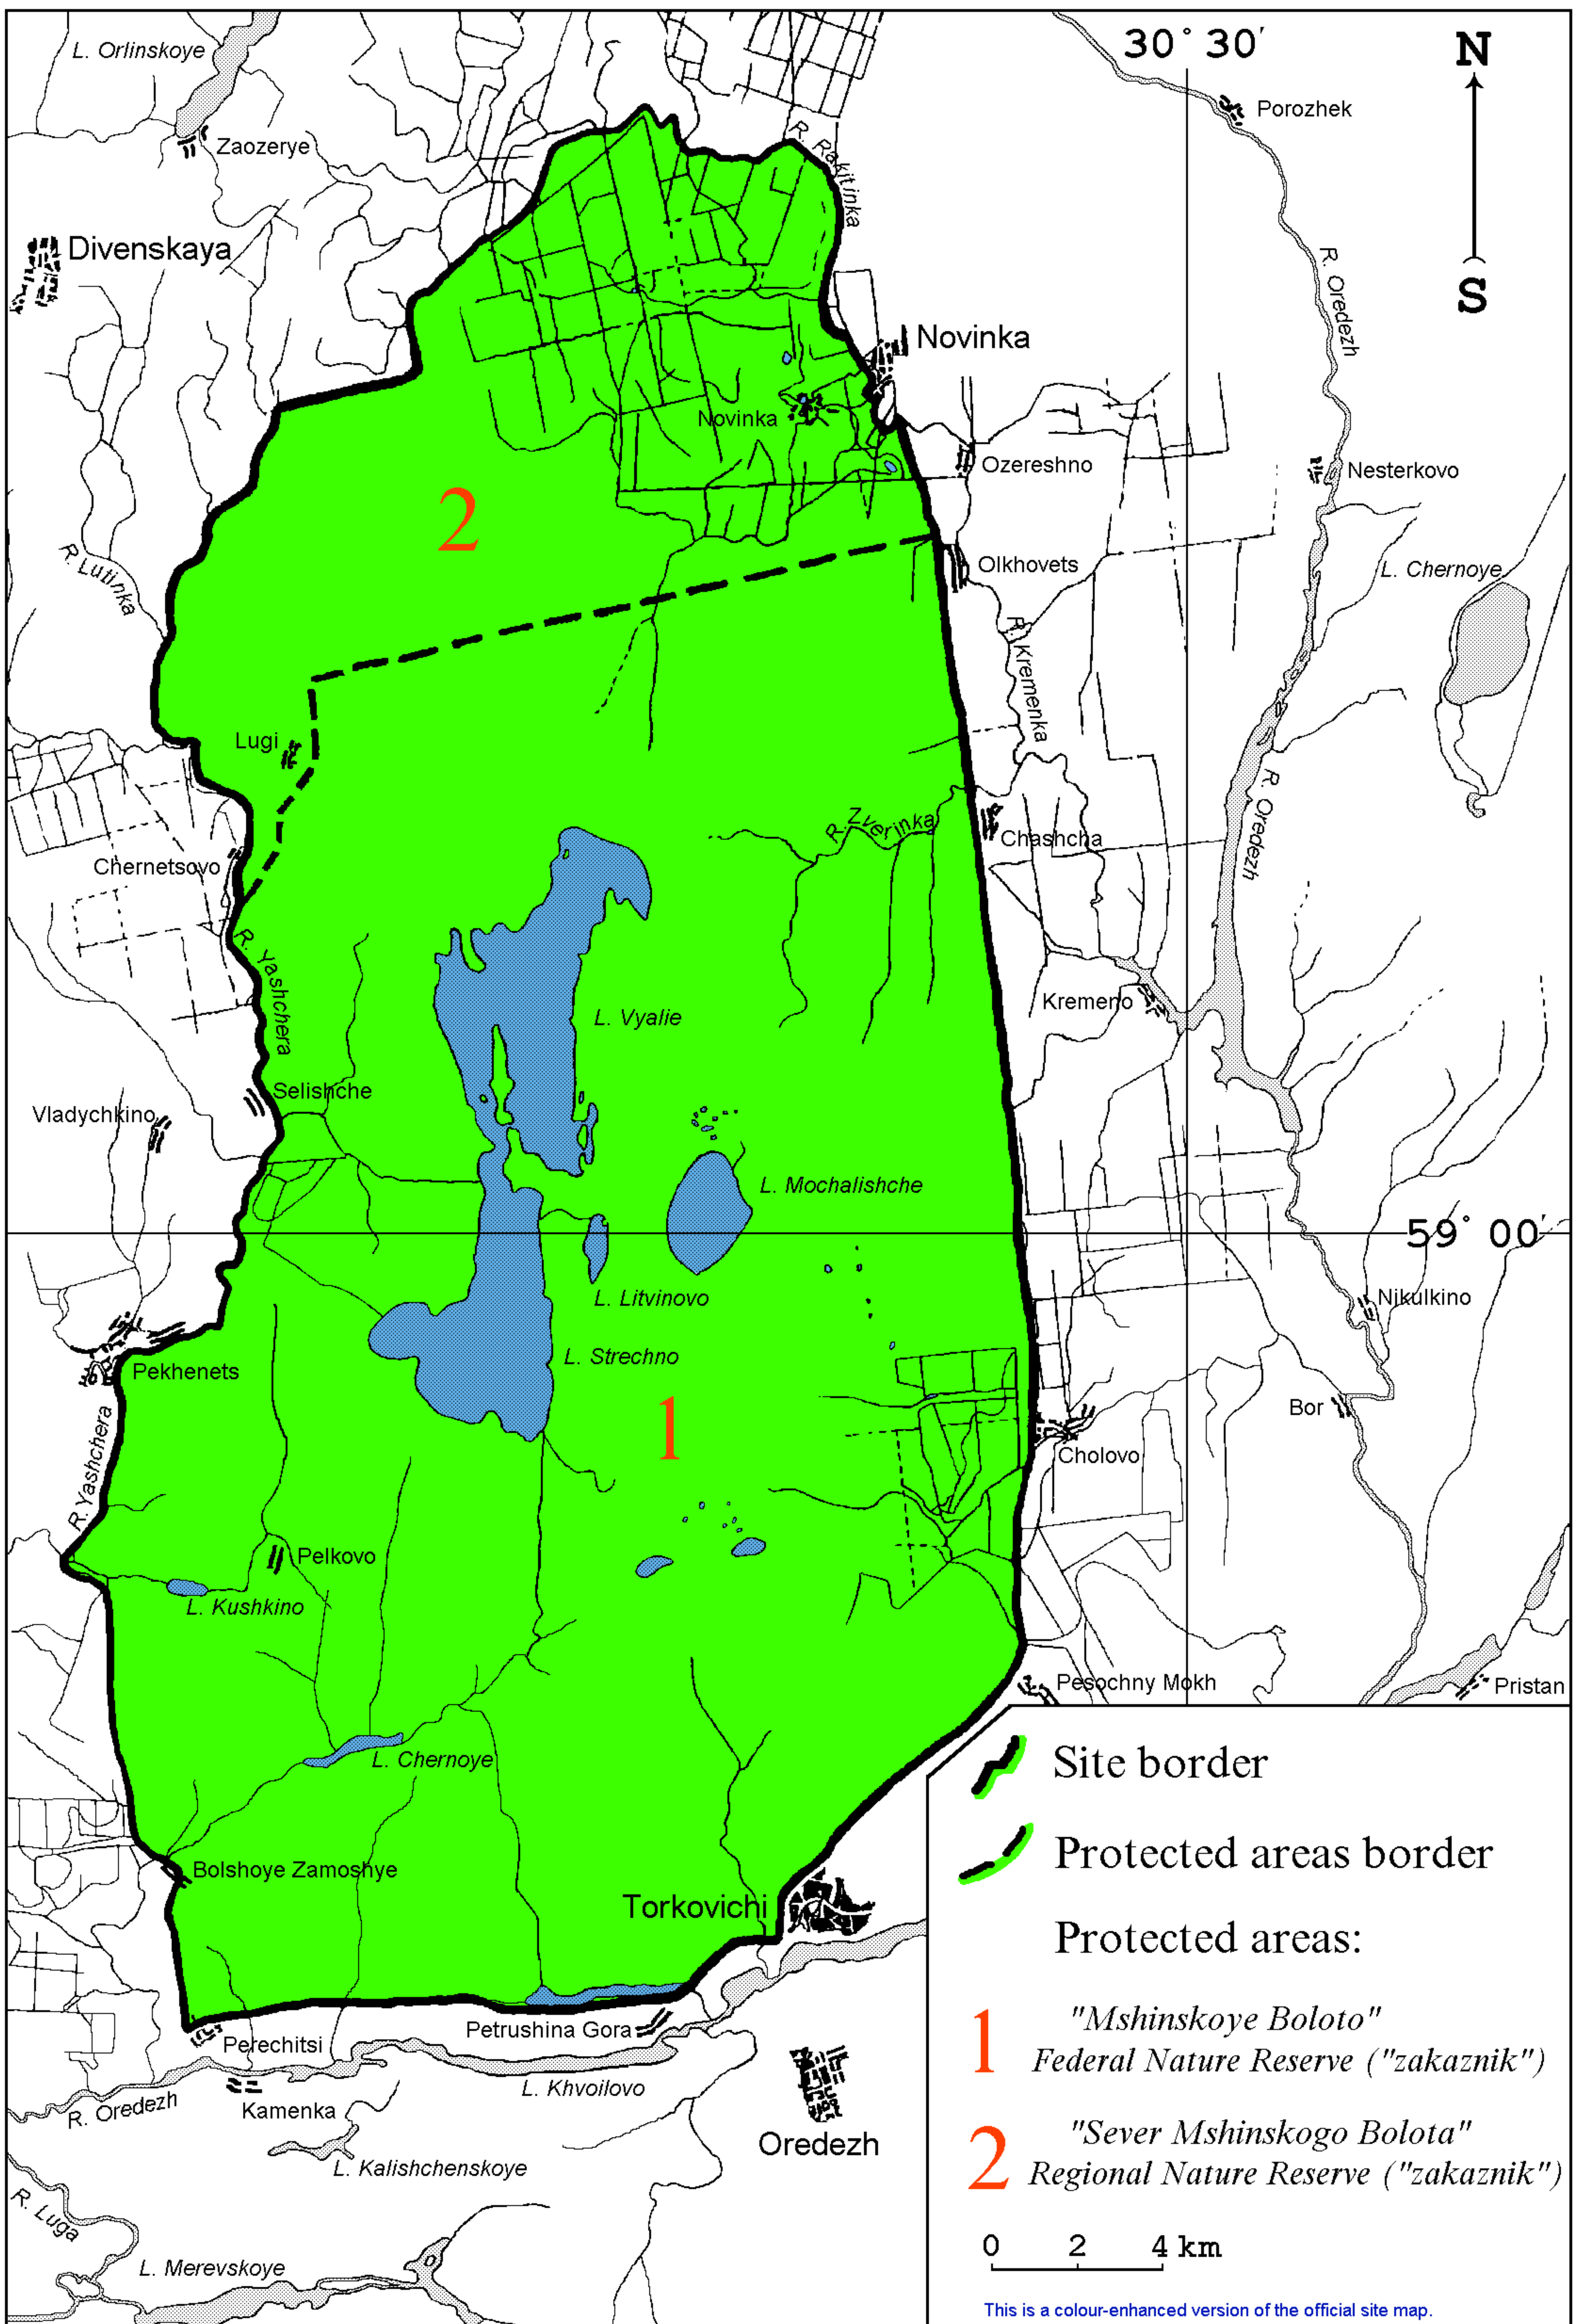 L. Orlinskoye
30° 30'
N
Porozhek
Zaozerye
R. Rakitinka
Divenskaya
S
R. Oredezh
Novinka
Novinka
Ozereshno
Nesterkovo
2
R. Lutinka
Olkhovets
L. Chernoye
R. Kremenka
Lugi
R. Zverinka
Chashcha
R. Oredezh
Chernetsovo
R. Yashchera
L. Vyalie
Kremeno
Selishche
Vladychkino
L. Mochalishche
59° 00'
L. Litvinovo
Nikulkino
L. Strechno
Pekhenets
1
Bor
R. Yashchera
Cholovo
Pelkovo
L. Kushkino
Pesochny Mokh
Pristan
L. Chernoye
Bolshoye Zamoshye
Torkovichi
Petrushina Gora
Perechitsi
L. Khvoilovo
R. Oredezh
Kamenka
Oredezh
L. Kalishchenskoye
R. Luga
L. Merevskoye
Site border
Protected areas border
Protected areas:
1 "Mshinskoye Boloto"
Federal Nature Reserve ("zakaznik")
2 "Sever Mshinskogo Bolota"
Regional Nature Reserve ("zakaznik")
0 2 4 km
This is a colour-enhanced version of the official site map.